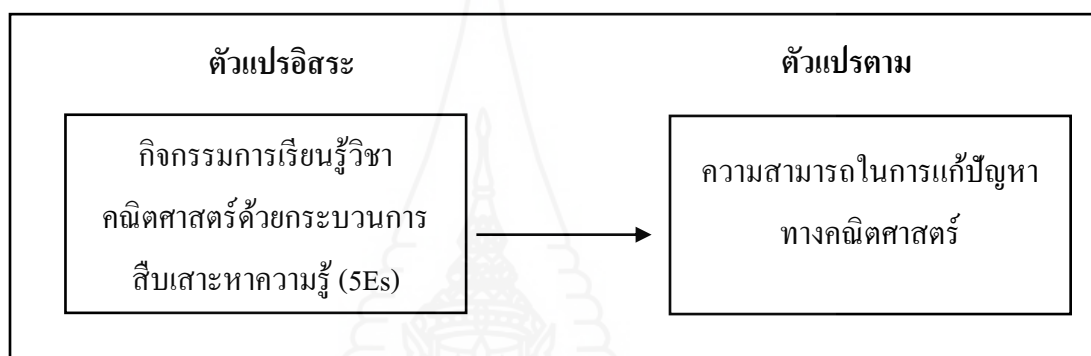 ตัวแปรอิสระ
กิจกรรมการเรียนรู้วิชา
คณิตศาสตร์ด้วยกระบวนการ
สืบเสาะหาความรู้ (5Es)
ตัวแปรตาม
ความสามารถในการแก้ปัญหา
ทางคณิตศาสตร์